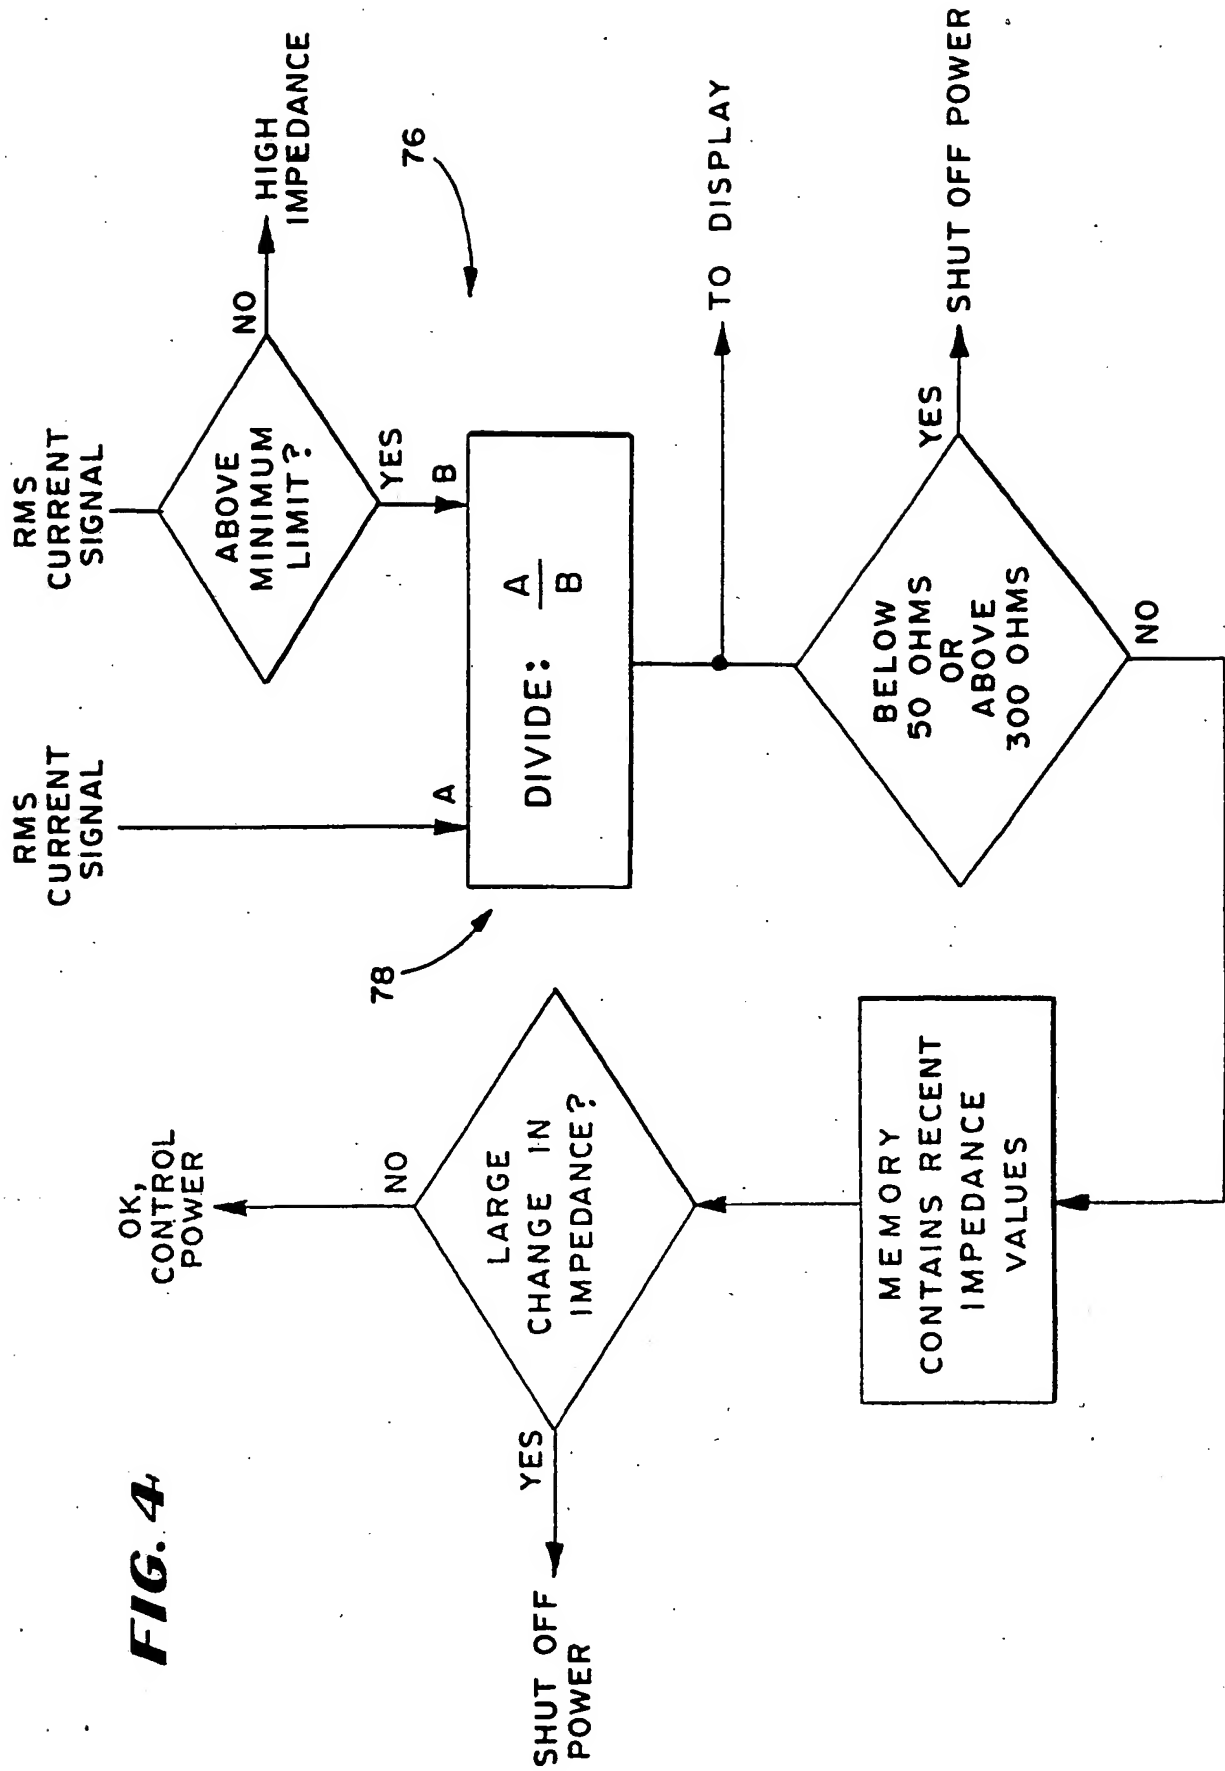 FIG. 4
RMS
CURRENT
SIGNAL
RMS
CURRENT
SIGNAL
ABOVE
MINIMUM
LIMIT?
NO
HIGH
IMPEDANCE
YES
A
B
78
76
DIVIDE: A
B
TO DISPLAY
BELOW
50 OHMS
OR
ABOVE
300 OHMS
YES
SHUT OFF POWER
NO
MEMORY
CONTAINS RECENT
IMPEDANCE
VALUES
LARGE
CHANGE IN
IMPEDANCE?
YES
SHUT OFF
POWER
NO
OK,
CONTROL
POWER